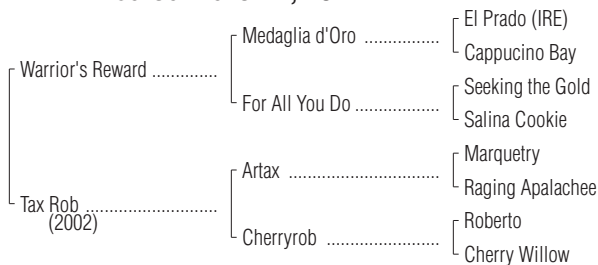 El Prado (IRE)
Medaglia d'Oro ...............
Cappucino Bay
Warrior's Reward .............
Seeking the Gold
For All You Do .................
Salina Cookie
Marquetry
Artax .............................
Raging Apalachee
Tax Rob ..........................
(2002)
Roberto
Cherryrob ......................
Cherry Willow